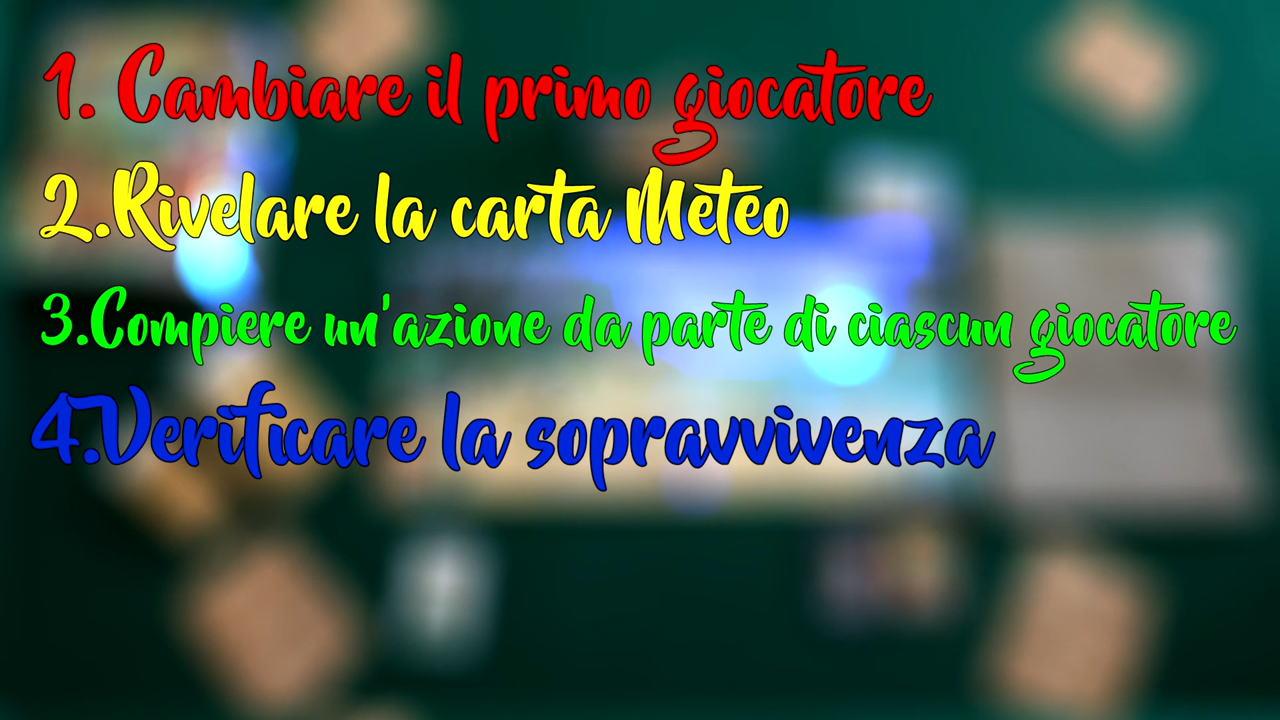 1. Cambiare il primo giocatore
2.Rivelare la carta Meteo
3.Compiere un'azione da parte di ciascun giocatore
4.Verificare la sopravvivenza